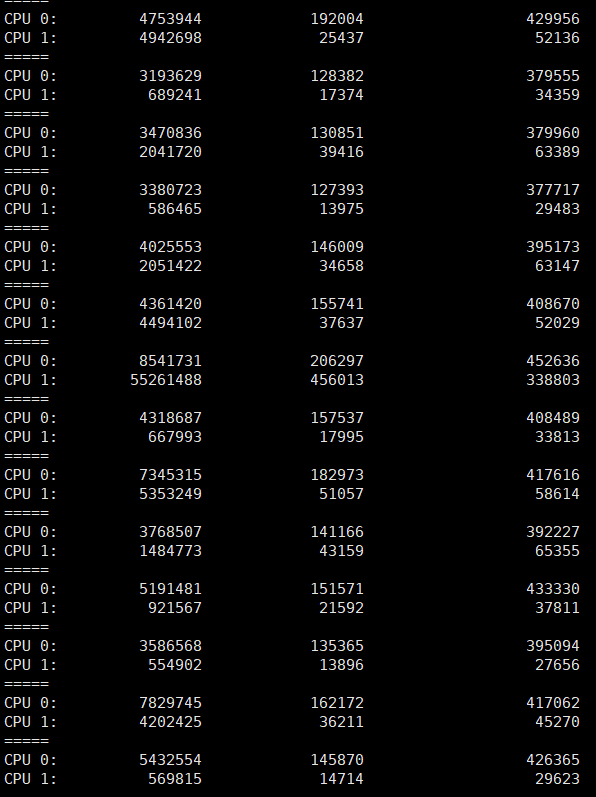 =====
CPU 0: 4753944 192004 429956
CPU 1: 4942698 25437 52136
=====
CPU 0: 3193629 128382 379555
CPU 1: 689241 17374 34359
=====
CPU 0: 3470836 130851 379960
CPU 1: 2041720 39416 63389
=====
CPU 0: 3380723 127393 377717
CPU 1: 586465 13975 29483
=====
CPU 0: 4025553 146009 395173
CPU 1: 2051422 34658 63147
=====
CPU 0: 4361420 155741 408670
CPU 1: 4494102 37637 52029
=====
CPU 0: 8541731 206297 452636
CPU 1: 55261488 456013 338803
=====
CPU 0: 4318687 157537 408489
CPU 1: 667993 17995 33813
=====
CPU 0: 7345315 182973 417616
CPU 1: 5353249 51057 58614
=====
CPU 0: 3768507 141166 392227
CPU 1: 1484773 43159 65355
=====
CPU 0: 5191481 151571 433330
CPU 1: 921567 21592 37811
=====
CPU 0: 3586568 135365 395094
CPU 1: 554902 13896 27656
=====
CPU 0: 7829745 162172 417062
CPU 1: 4202425 36211 45270
=====
CPU 0: 5432554 145870 426365
CPU 1: 569815 14714 29623